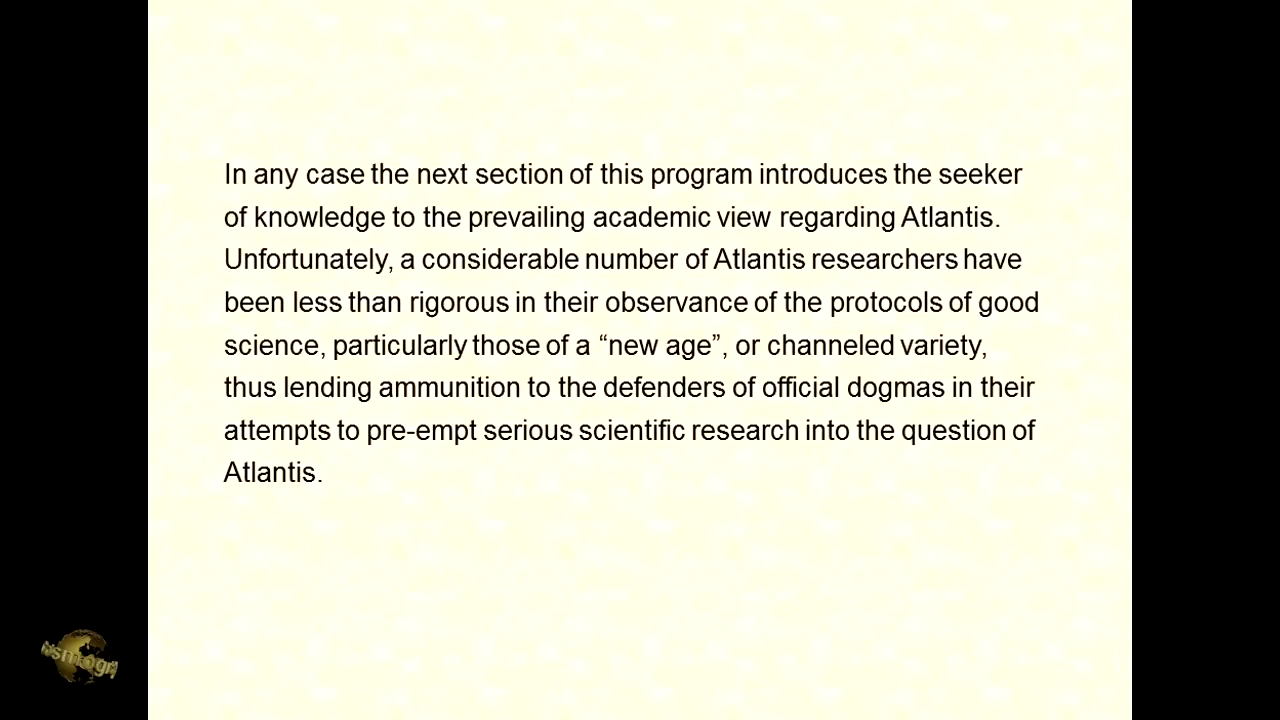 In any case the next section of this program introduces the seeker
of knowledge to the prevailing academic view regarding Atlantis.
Unfortunately, a considerable number of Atlantis researchers have
been less than rigorous in their observance of the protocols of good
science, particularly those of a “new age”, or channeled variety,
thus lending ammunition to the defenders of official dogmas in their
attempts to pre-empt serious scientific research into the question of
Atlantis.